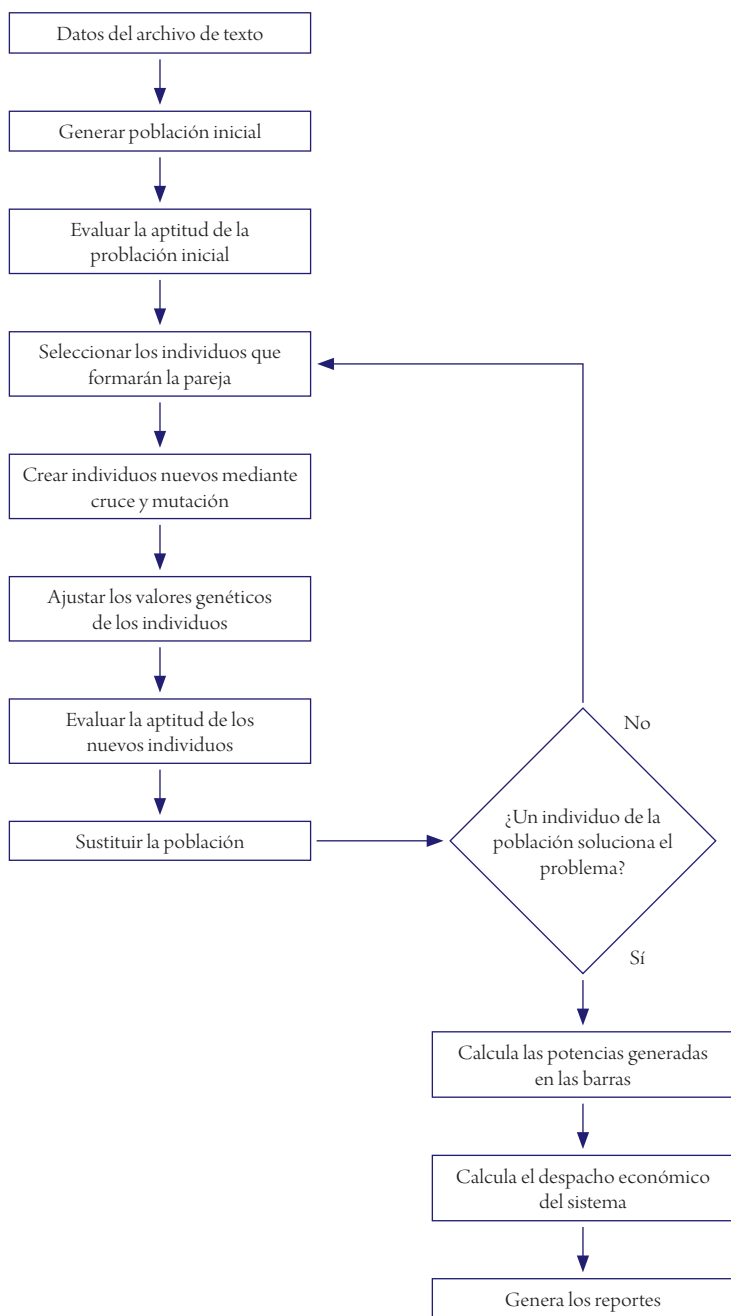 Datos del archivo de texto
Generar población inicial
Evaluar la aptitud de la
problación inicial
Seleccionar los individuos que
formarán la pareja
Crear individuos nuevos mediante
cruce y mutación
Ajustar los valores genéticos
de los individuos
Evaluar la aptitud de los
nuevos individuos
Sustituir la población
No
¿Un individuo de la
población soluciona el
problema?
Sí
Calcula las potencias generadas
en las barras
Calcula el despacho económico
del sistema
Genera los reportes